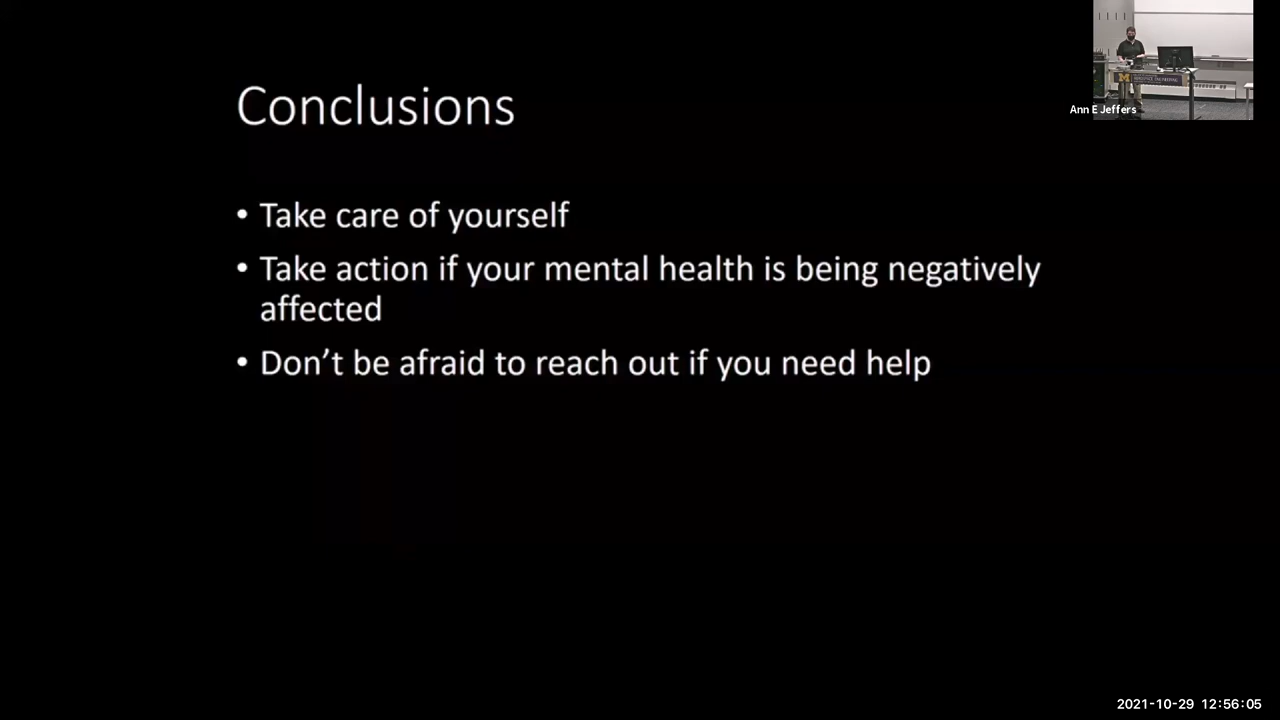 Conclusions
• Take care of yourself
• Take action if your mental health is being negatively
affected
• Don't be afraid to reach out if you need help
Ann E Jeffers
M
2021-10-29 12:56:05